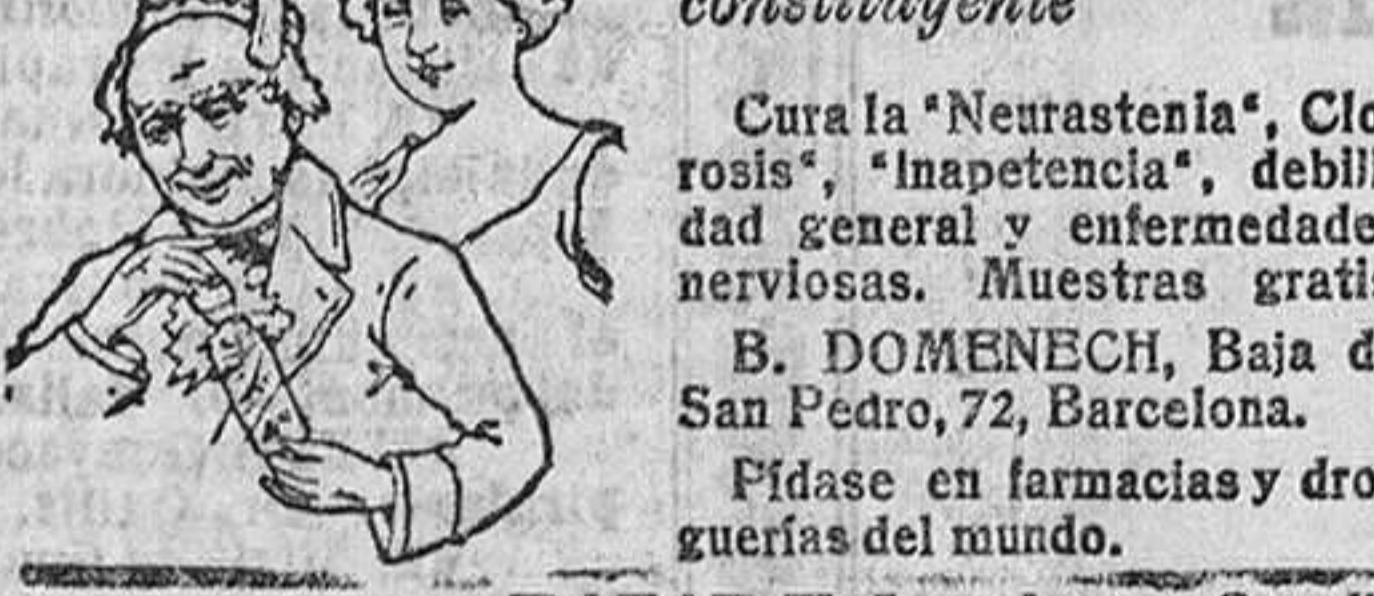 constituyente
Cura la "Neurastenia", Clo
rosis", "Inapetencia", debili
dad general y enfermedade
nerviosas. Muestras gratis
B. DOMENECH, Baja d
San Pedro, 72, Barcelona.
Pídase en farmacias y dro
guerías del mundo.